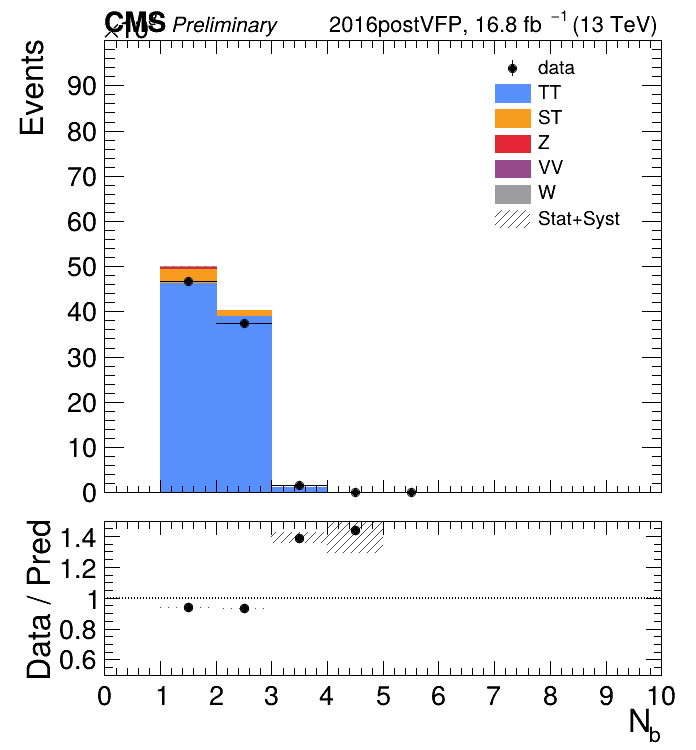 CMS Preliminary 2016postVFP, 16.8 fb⁻¹ (13 TeV)
Events
90
80
70
60
50
40
30
20
10
0
data
TT
ST
Z
VV
W
Stat+Syst
Data / Pred
1.4
1.2
1
0.8
0.6
0 1 2 3 4 5 6 7 8 9 10
N_b